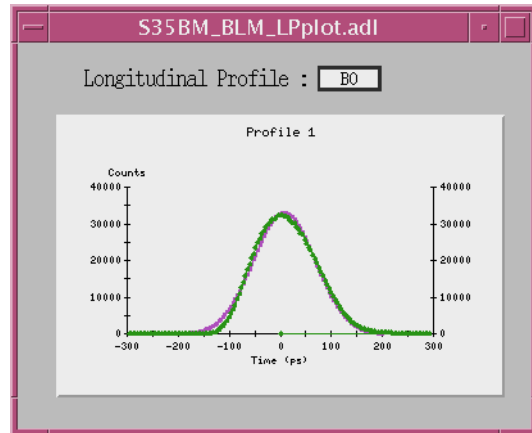 S35BM_BLM_LPplot.adl
Longitudinal Profile : B0
Profile 1
Counts
40000 40000
30000 30000
20000 20000
10000 10000
0 0
-300 -200 -100 0 100 200 300
Time (ps)